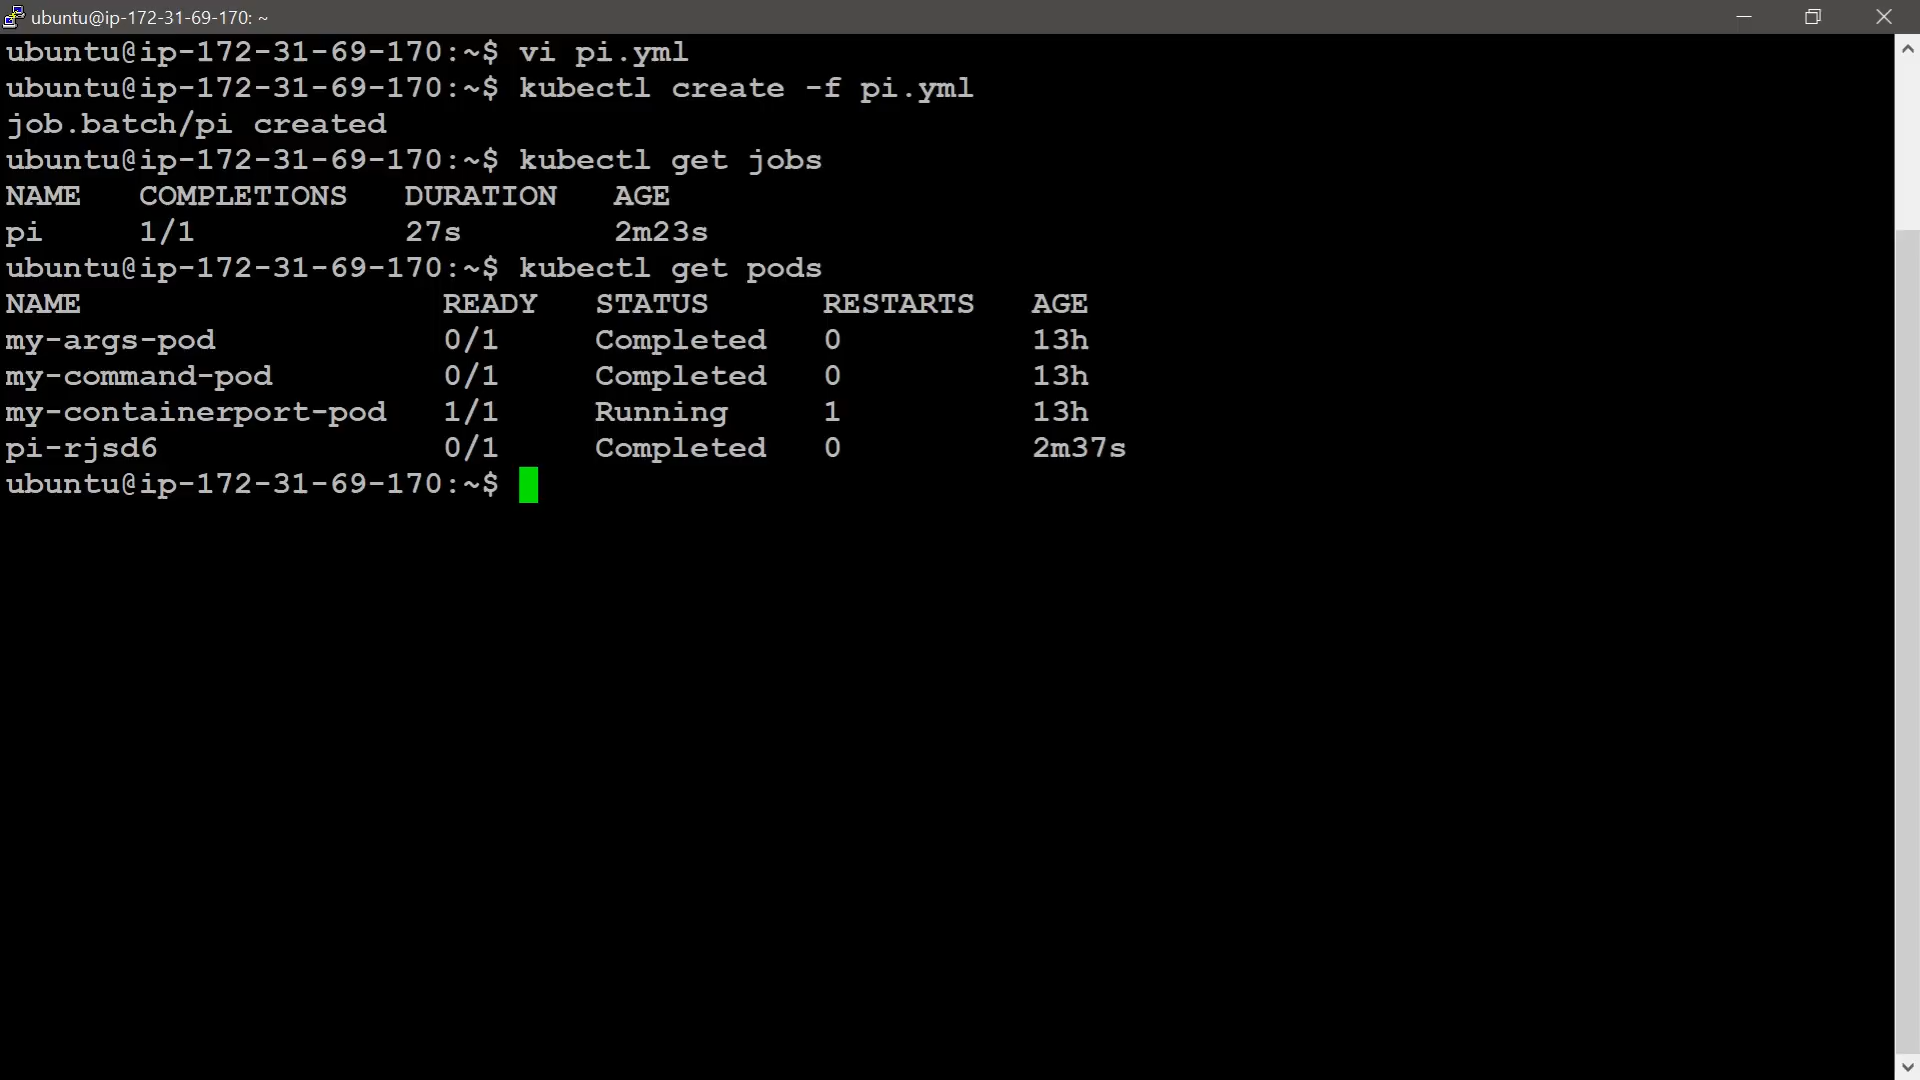 ubuntu@ip-172-31-69-170: ~
ubuntu@ip-172-31-69-170:~$ vi pi.yml
ubuntu@ip-172-31-69-170:~$ kubectl create -f pi.yml
job.batch/pi created
ubuntu@ip-172-31-69-170:~$ kubectl get jobs
NAME   COMPLETIONS   DURATION   AGE
pi     1/1           27s        2m23s
ubuntu@ip-172-31-69-170:~$ kubectl get pods
NAME                   READY   STATUS      RESTARTS   AGE
my-args-pod            0/1     Completed   0          13h
my-command-pod         0/1     Completed   0          13h
my-containerport-pod   1/1     Running     1          13h
pi-rjsd6               0/1     Completed   0          2m37s
ubuntu@ip-172-31-69-170:~$